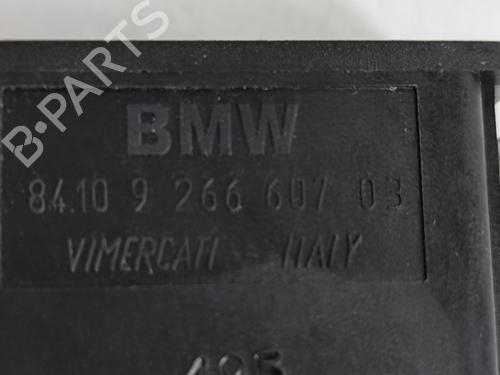 B-PARTS
BMW
84.10 9 266 607 03
VIMERCATI - ITALY